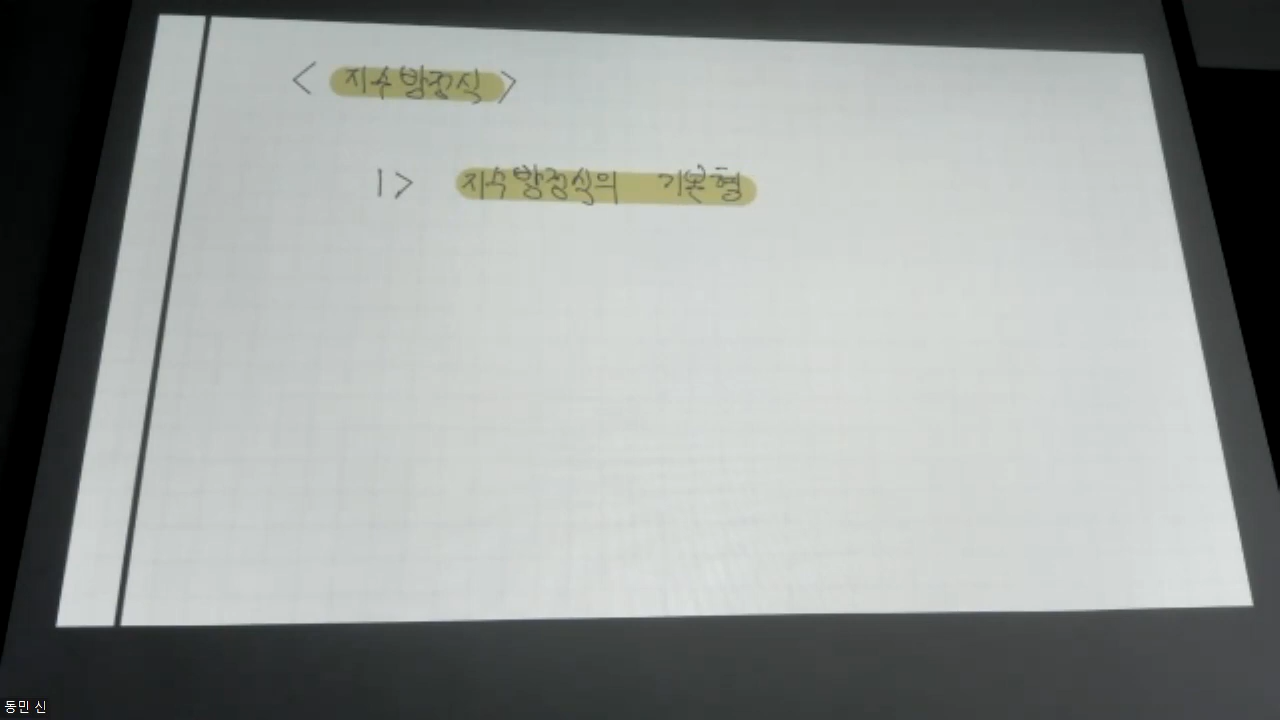 < 지수방정식 >
1> 지수방정식의 기본형
동민 신